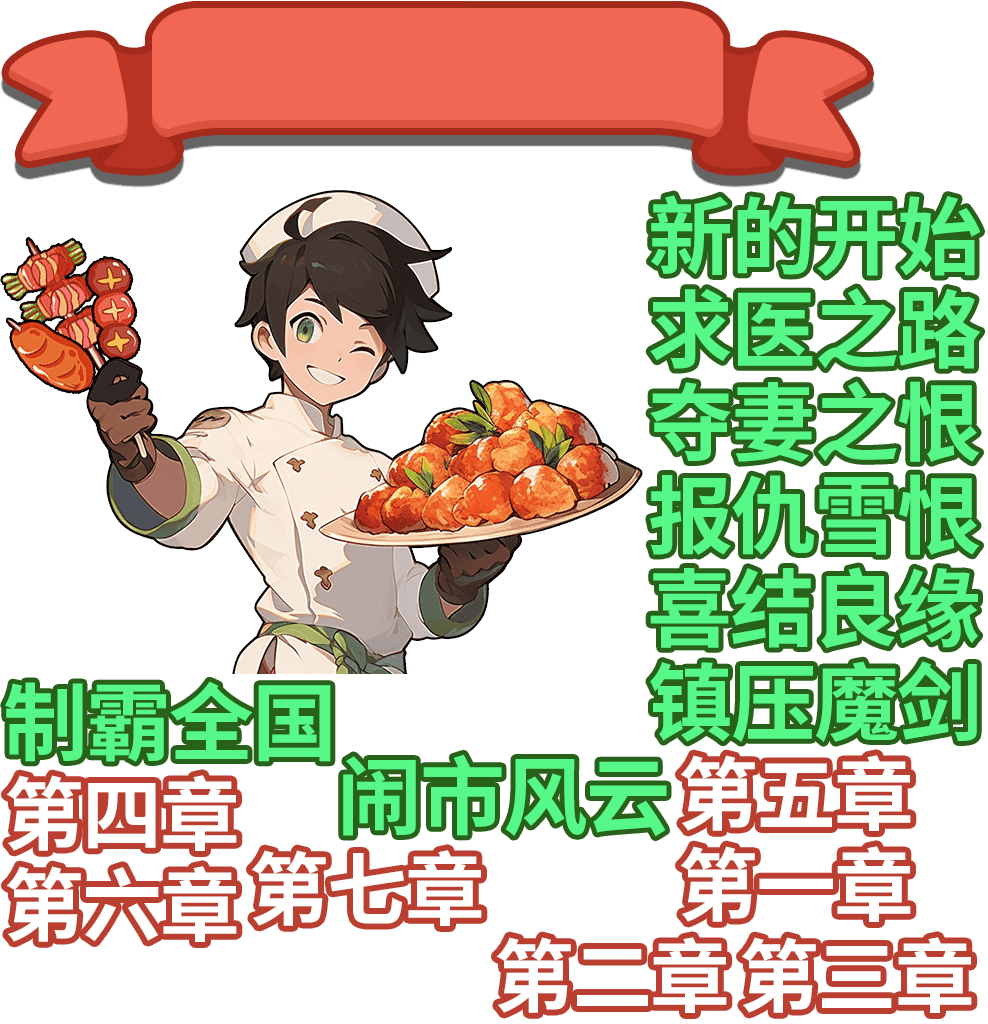 新的开始
求医之路
夺妻之恨
报仇雪恨
喜结良缘
镇压魔剑
制霸全国
闹市风云
第五章
第四章
第一章
第七章
第六章
第二章
第三章